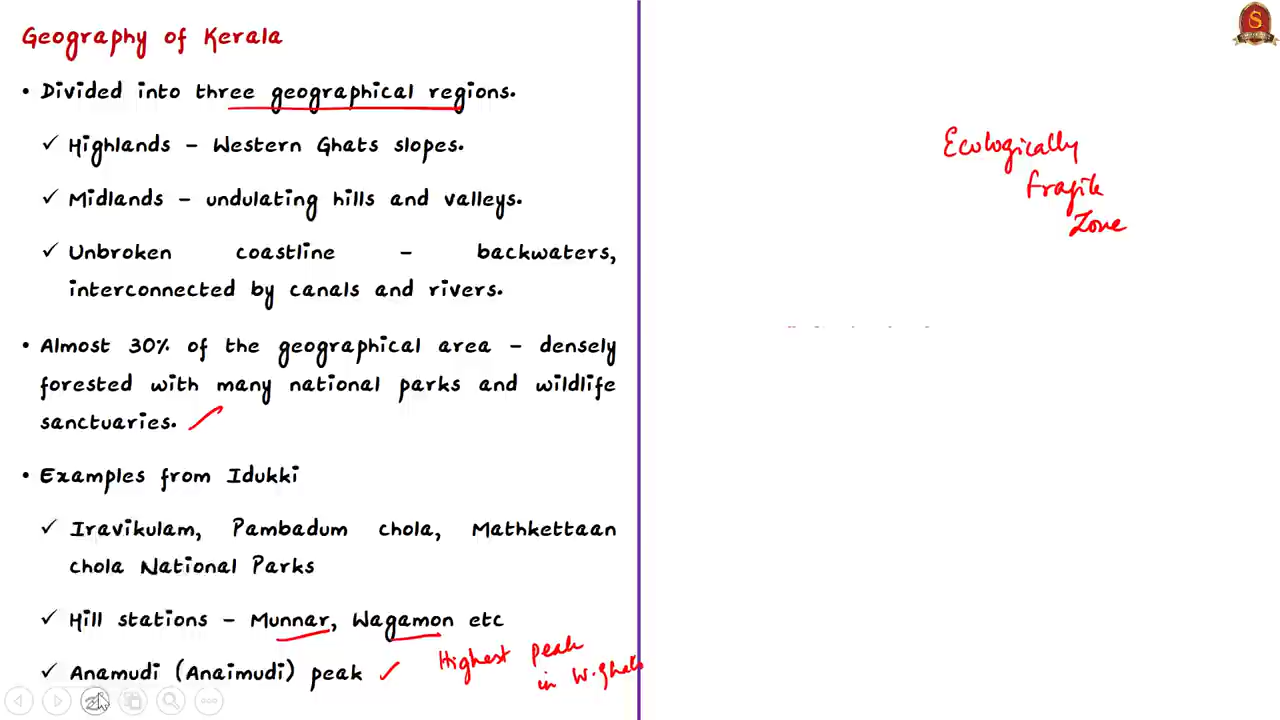 Geography of Kerala
• Divided into three geographical regions.
✓ Highlands – Western Ghats slopes.
✓ Midlands – undulating hills and valleys.
✓ Unbroken coastline – backwaters,
interconnected by canals and rivers.
• Almost 30% of the geographical area – densely
forested with many national parks and wildlife
sanctuaries.
• Examples from Idukki
✓ Iravikulam, Pambadum chola, Mathkettaan
chola National Parks
✓ Hill stations – Munnar, Wagamon etc
✓ Anamudi (Anaimudi) peak
Highest peak
in W.Ghats
Ecologically
fragile
Zone
S